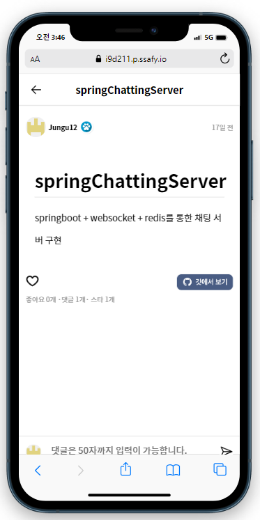 오전 3:46
5G
AA
i9d211.p.ssafy.io
springChattingServer
Jungu12
17일 전
springChattingServer
springboot + websocket + redis를 통한 채팅 서
버 구현
깃에서 보기
좋아요 0개 · 댓글 1개 · 스타 1개
댓글은 50자까지 입력이 가능합니다.